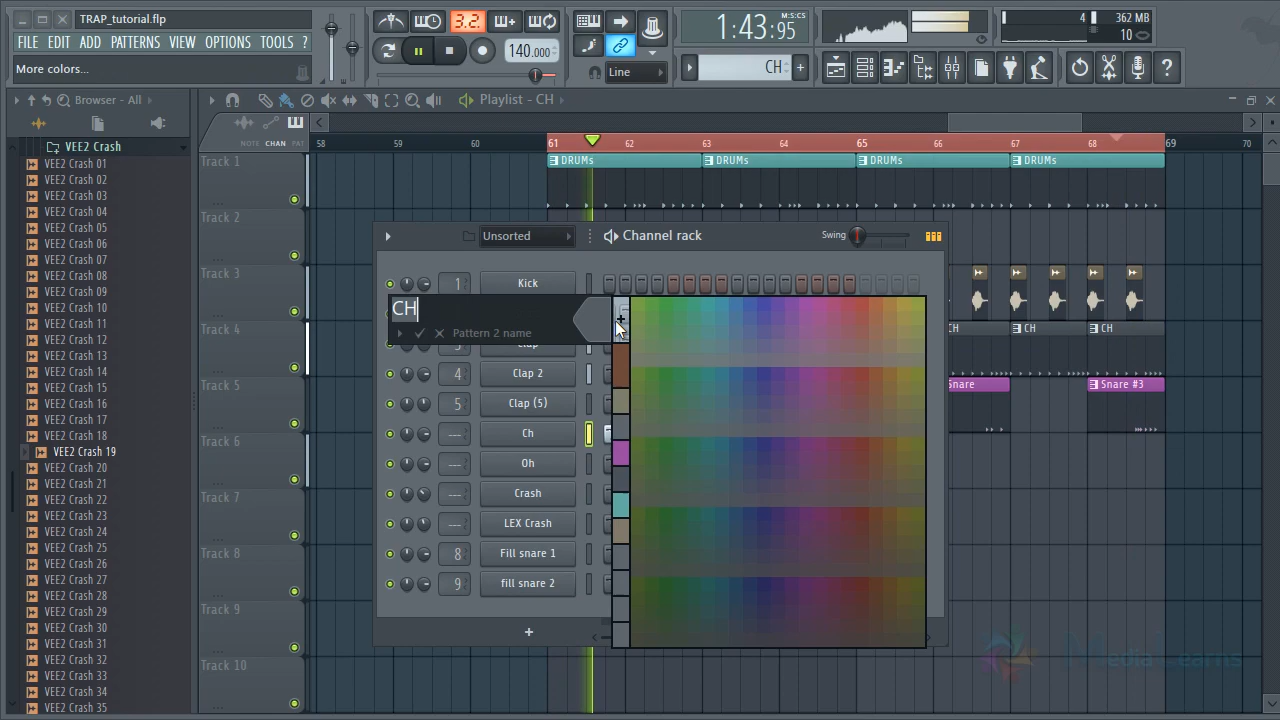 TRAP_tutorial.flp
FILE EDIT ADD PATTERNS VIEW OPTIONS TOOLS ?
More colors...
3.2.
140.000
Line
1:43:95
M:S:CS
CH
4
362 MB
10
Browser - All
Playlist - CH
NOTE CHAN PAT
58 59 60 61 62 63 64 65 66 67 68 69 70
VEE2 Crash
VEE2 Crash 01
VEE2 Crash 02
VEE2 Crash 03
VEE2 Crash 04
VEE2 Crash 05
VEE2 Crash 06
VEE2 Crash 07
VEE2 Crash 08
VEE2 Crash 09
VEE2 Crash 10
VEE2 Crash 11
VEE2 Crash 12
VEE2 Crash 13
VEE2 Crash 14
VEE2 Crash 15
VEE2 Crash 16
VEE2 Crash 17
VEE2 Crash 18
VEE2 Crash 19
VEE2 Crash 20
VEE2 Crash 21
VEE2 Crash 22
VEE2 Crash 23
VEE2 Crash 24
VEE2 Crash 25
VEE2 Crash 26
VEE2 Crash 27
VEE2 Crash 28
VEE2 Crash 29
VEE2 Crash 30
VEE2 Crash 31
VEE2 Crash 32
VEE2 Crash 33
VEE2 Crash 34
VEE2 Crash 35
Track 1
Track 2
Track 3
Track 4
Track 5
Track 6
Track 7
Track 8
Track 9
Track 10
DRUMs DRUMs DRUMs DRUMs
CH CH CH
Snare Snare #3
Unsorted
Channel rack
Swing
1 Kick
CH
Pattern 2 name
4 Clap 2
5 Clap (5)
--- Ch
--- Oh
--- Crash
--- LEX Crash
8 Fill snare 1
9 fill snare 2
Media Learns